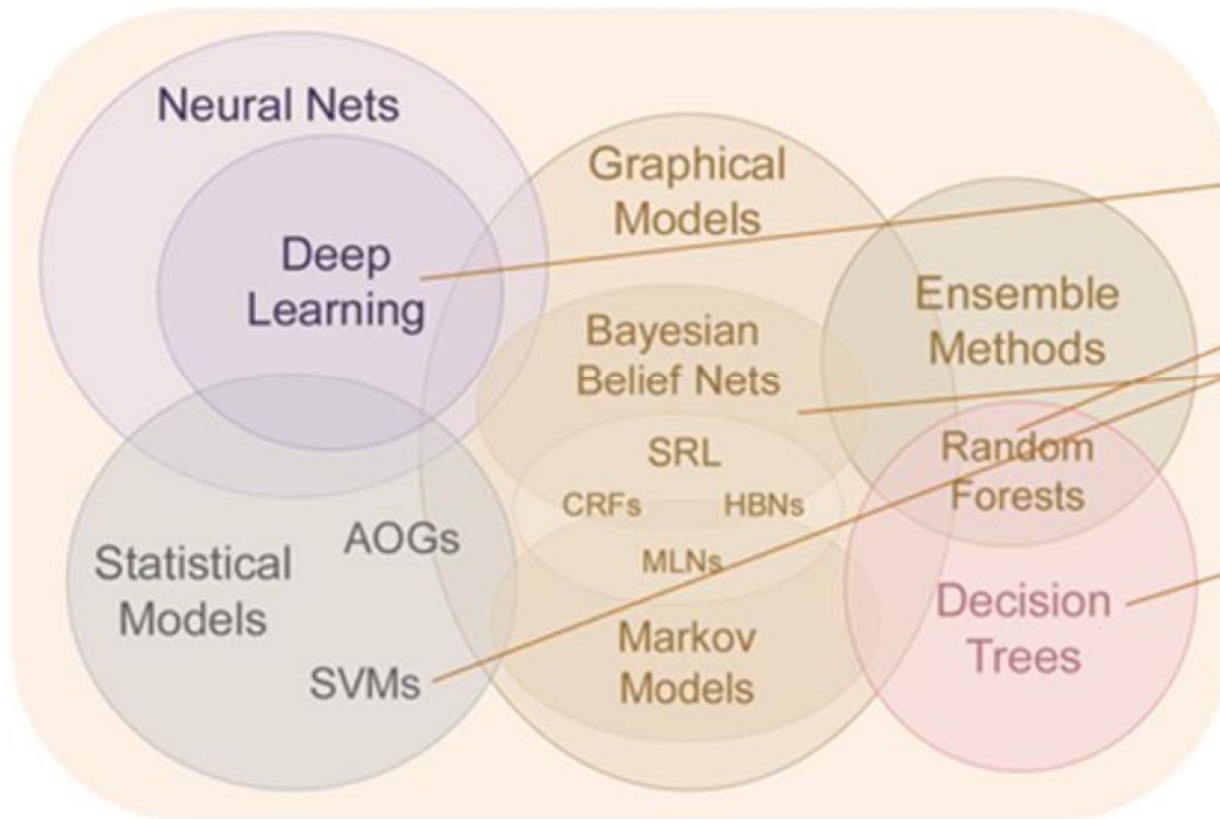 Neural Nets
Deep
Learning
Graphical
Models
Ensemble
Methods
Bayesian
Belief Nets
SRL
CRFs
HBNs
MLNs
Random
Forests
AOGs
Statistical
Models
SVMs
Markov
Models
Decision
Trees